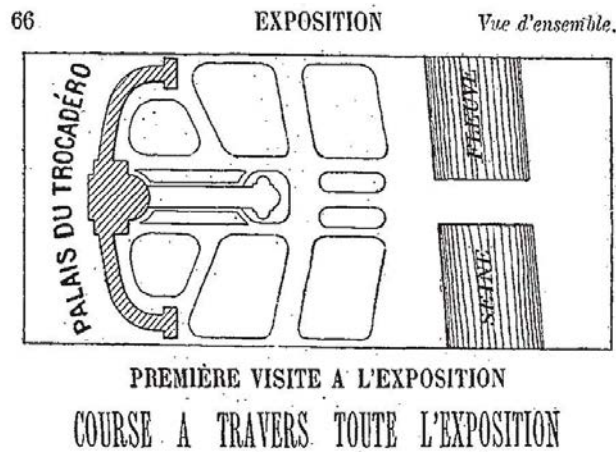 66 EXPOSITION Vue d'ensemble.
PALAIS DU TROCADÉRO
FLEUVE
SEINE
PREMIÈRE VISITE A L'EXPOSITION
COURSE A TRAVERS TOUTE L'EXPOSITION